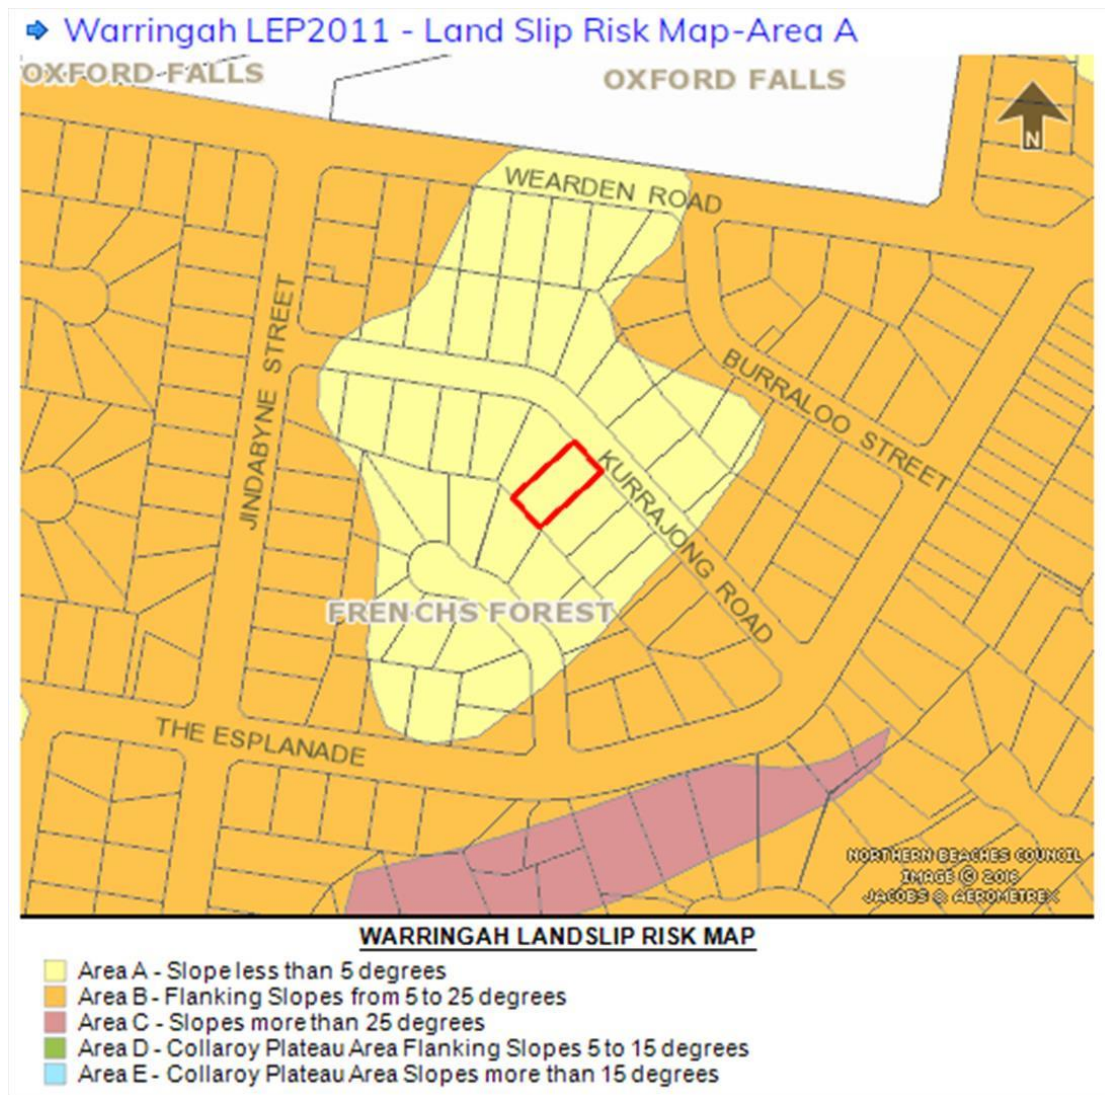 Warringah LEP2011 - Land Slip Risk Map-Area A
OXFORD FALLS
OXFORD FALLS
N
WEARDEN ROAD
JINDABYNE STREET
BURRALOO STREET
KURRAJONG ROAD
FRENCHS FOREST
THE ESPLANADE
NORTHERN BEACHES COUNCIL
IMAGE © 2016
JACOBS & AEROMETREX
WARRINGAH LANDSLIP RISK MAP
Area A - Slope less than 5 degrees
Area B - Flanking Slopes from 5 to 25 degrees
Area C - Slopes more than 25 degrees
Area D - Collaroy Plateau Area Flanking Slopes 5 to 15 degrees
Area E - Collaroy Plateau Area Slopes more than 15 degrees